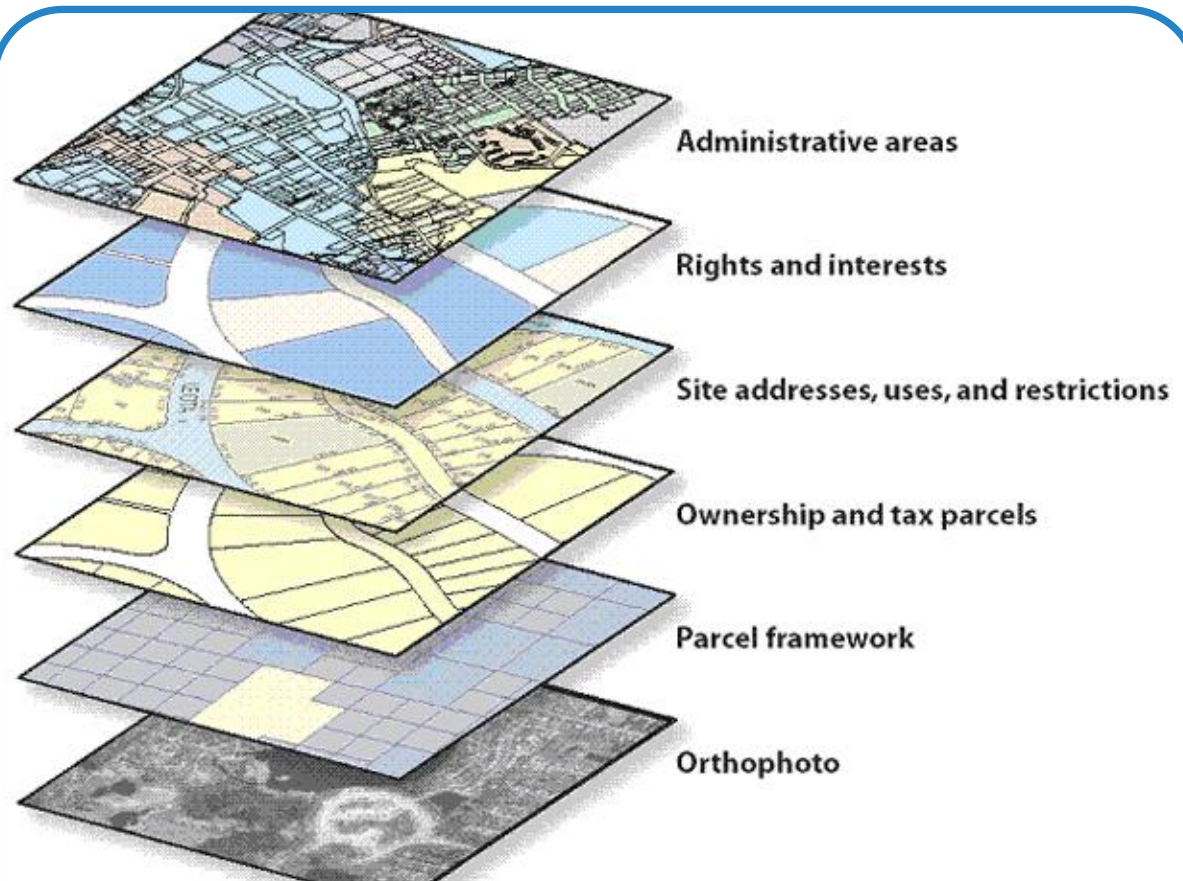 Administrative areas
Rights and interests
Site addresses, uses, and restrictions
Ownership and tax parcels
Parcel framework
Orthophoto